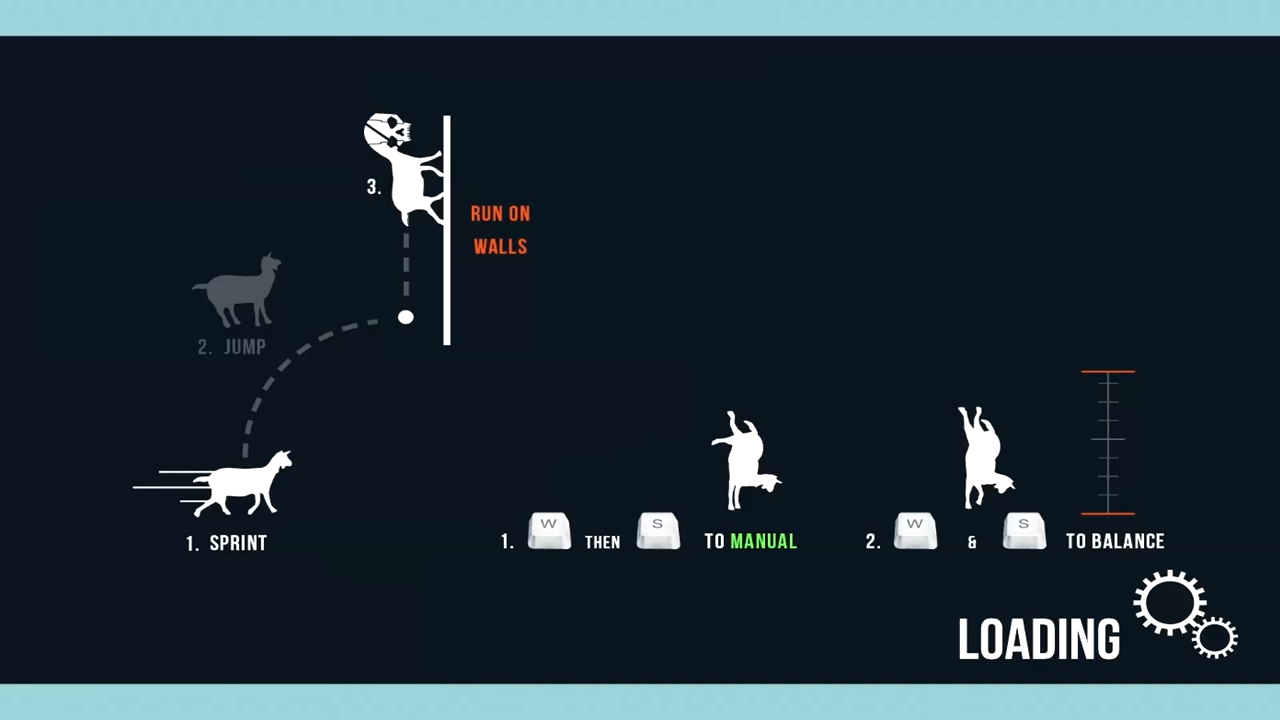 3.
RUN ON
WALLS
2. JUMP
1. SPRINT
1. W THEN S TO MANUAL
2. W & S TO BALANCE
LOADING